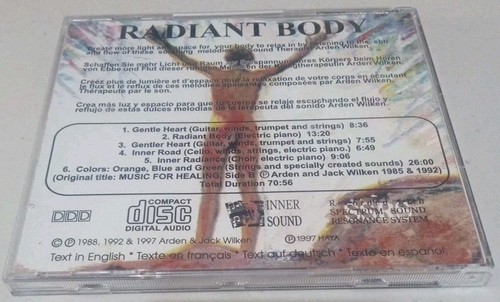 RADIANT BODY
Create more light and space for your body to relax in by listening to the ebb
and flow of these soothing melodies Sound Therapist Arden Wilken.
Schaffen Sie mehr Licht und Raum Entspannung Ihres Körpers beim Hören
von Ebbe und Flut dieser Melodien der Klangtherapeutin Arden Wilken.
Créez plus de lumière et d'espace pour la relaxation de votre corps en écoutant
le flux et le reflux de ces mélodies apaisantes composées par Arden Wilken,
Thérapeute par le son.
Crea más luz y espacio para que tu cuerpo se relaje escuchando el flujo y
reflujo de estas dulces melodías de la terapeuta del sonido Arden Wilken.
1. Gentle Heart (Guitar, winds, trumpet and strings) 8:36
2. Radiant Body (Electric piano) 13:20
3. Gentler Heart (Guitar, winds, trumpet and strings) 7:55
4. Inner Road (Cello, winds, strings, electric piano.) 6:49
5. Inner Radiance (Choir, electric piano) 9:06
6. Colors: Orange, Blue and Green (Strings and specially created sounds) 26:00
(Original title: MUSIC FOR HEALING, Side B ℗ Arden and Jack Wilken 1985 & 1992)
Total Duration 70:56
DDD
COMPACT
disc
DIGITAL AUDIO
INNER
SOUND
Recorded with
SPECTRUM SOUND
RESONANCE SYSTEM
© ℗ 1988, 1992 & 1997 Arden & Jack Wilken
℗ 1997 HAYA
Text in English * Texte en français * Text auf deutsch * Texto en español